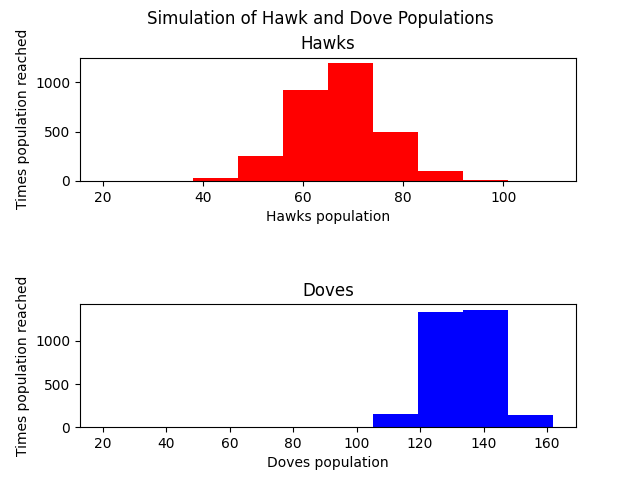 Simulation of Hawk and Dove Populations
Hawks
Times population reached
1000
500
0
20 40 60 80 100
Hawks population
Doves
Times population reached
1000
500
0
20 40 60 80 100 120 140 160
Doves population